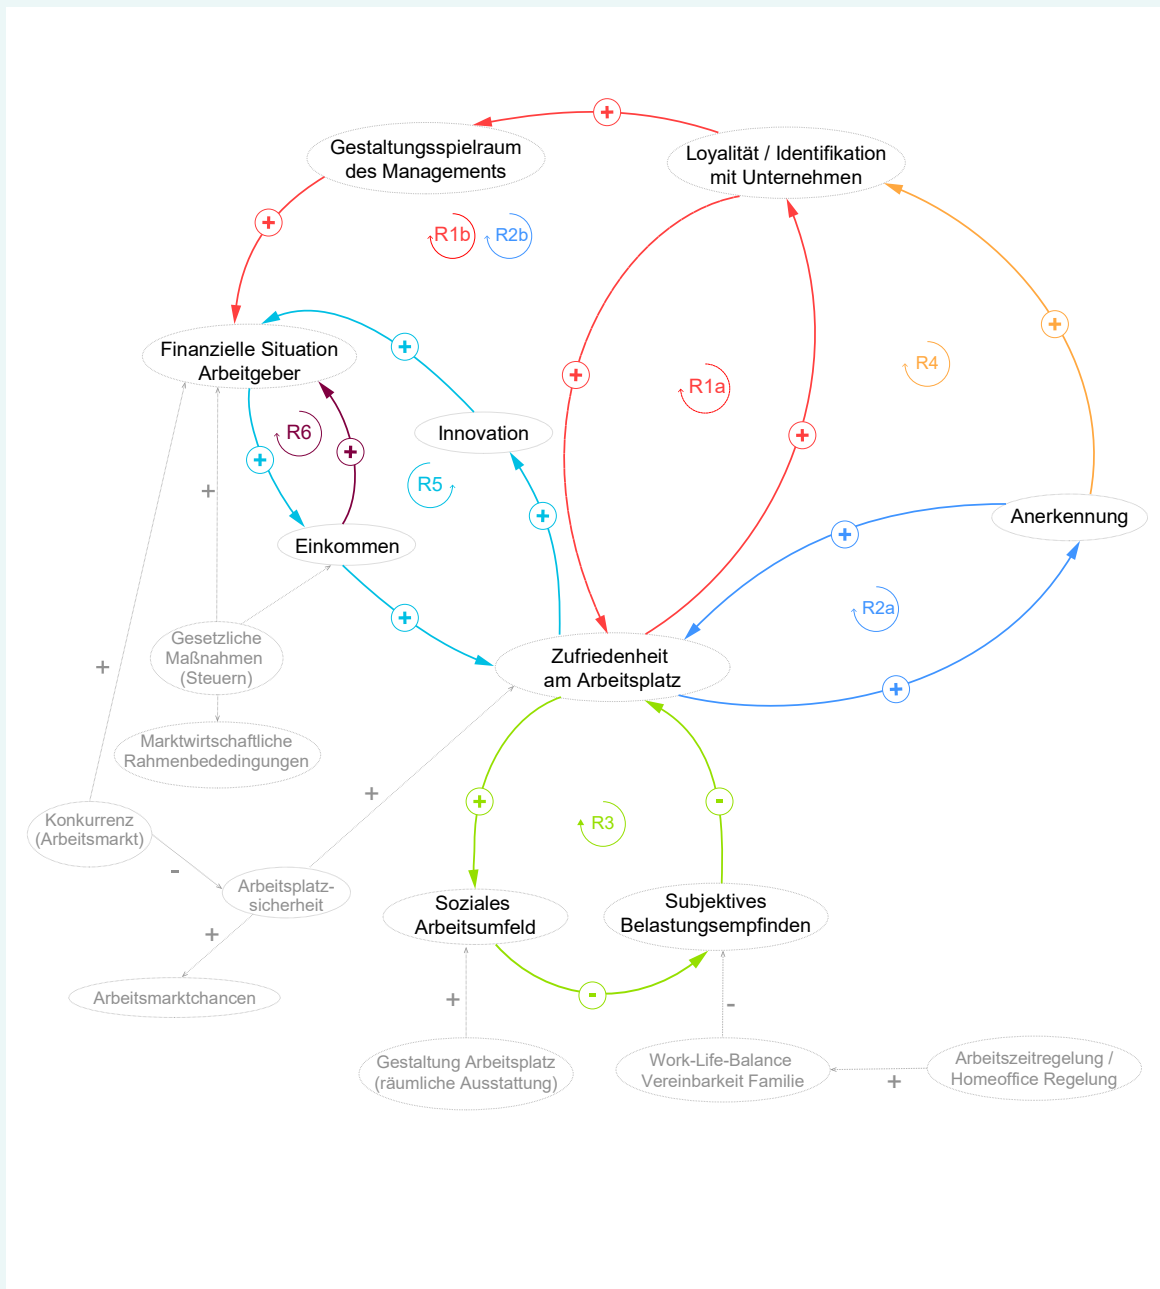 +
Gestaltungsspielraum
des Managements
Loyalität / Identifikation
mit Unternehmen
+
R1b
R2b
+
Finanzielle Situation
Arbeitgeber
+
R1a
R4
+
Innovation
R6
+
+
+
R5
+
+
Anerkennung
+
+
Einkommen
R2a
+
Gesetzliche
Maßnahmen
(Steuern)
Zufriedenheit
am Arbeitsplatz
+
+
Marktwirtschaftliche
Rahmenbededingungen
+
+
-
Konkurrenz
(Arbeitsmarkt)
R3
-
Arbeitsplatz-
sicherheit
Soziales
Arbeitsumfeld
Subjektives
Belastungsempfinden
+
Arbeitsmarktchancen
-
+
-
Gestaltung Arbeitsplatz
(räumliche Ausstattung)
Work-Life-Balance
Vereinbarkeit Familie
+
Arbeitszeitregelung /
Homeoffice Regelung